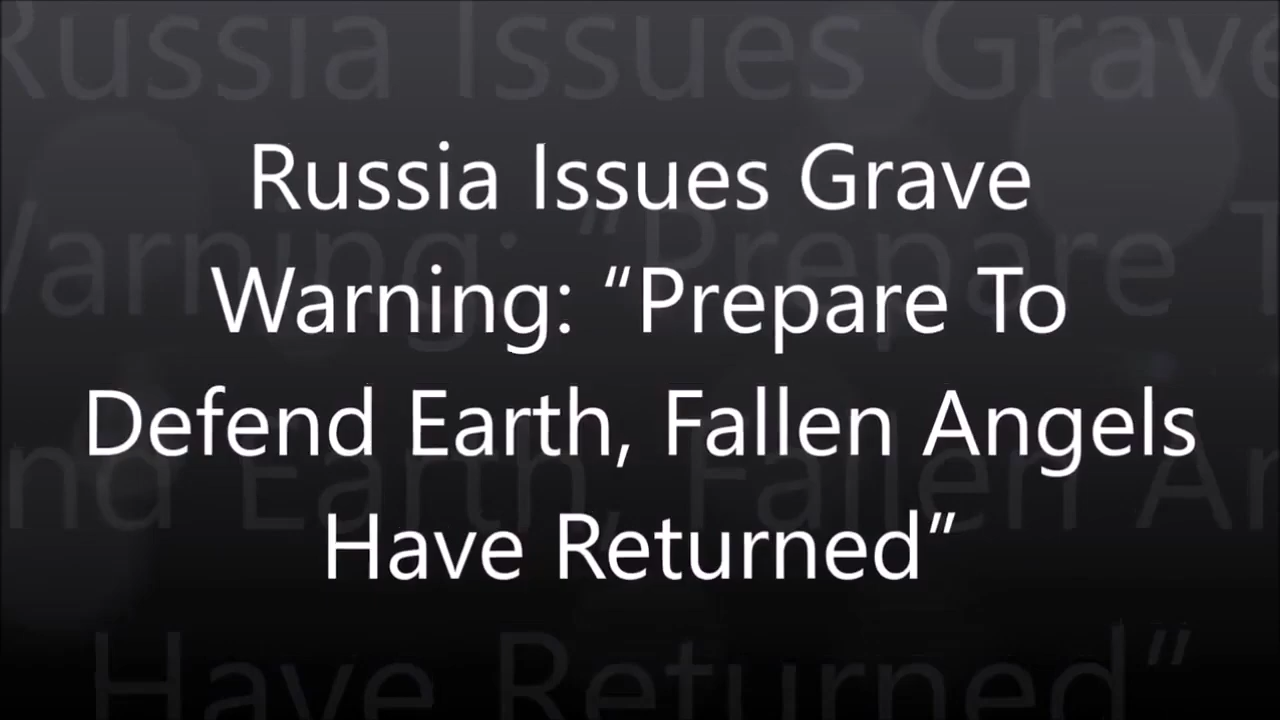 Russia Issues Grave
Warning: “Prepare To
Defend Earth, Fallen Angels
Have Returned”